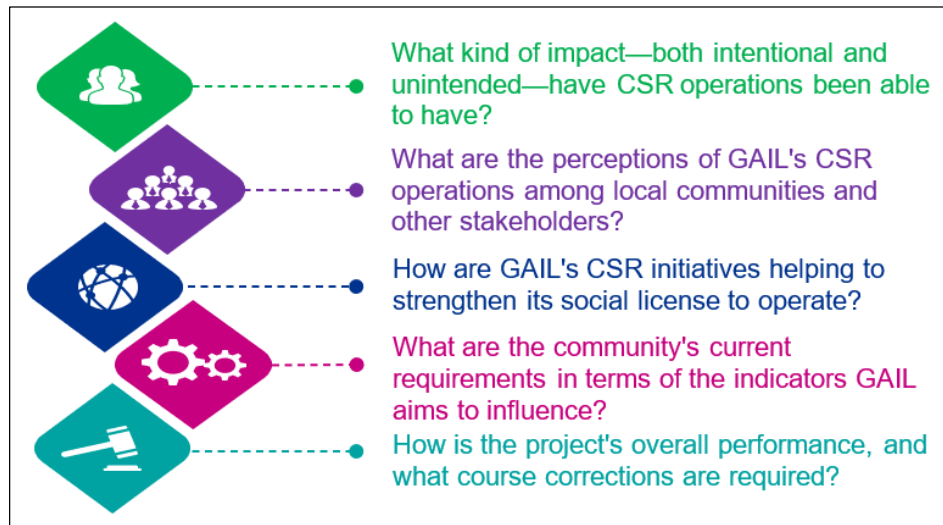 What kind of impact—both intentional and
unintended—have CSR operations been able
to have?
What are the perceptions of GAIL's CSR
operations among local communities and
other stakeholders?
How are GAIL's CSR initiatives helping to
strengthen its social license to operate?
What are the community's current
requirements in terms of the indicators GAIL
aims to influence?
How is the project's overall performance, and
what course corrections are required?